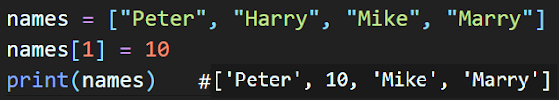 names = ["Peter", "Harry", "Mike", "Marry"]
names[1] = 10
print(names)   #['Peter', 10, 'Mike', 'Marry']